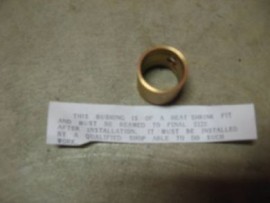 THIS BUSHING IS OF A HEAT-SHRINK FIT
AND MUST BE REAMED TO FINAL SIZE
AFTER INSTALLATION. IT MUST BE INSTALLED
BY A QUALIFIED SHOP ABLE TO DO SUCH
WORK.